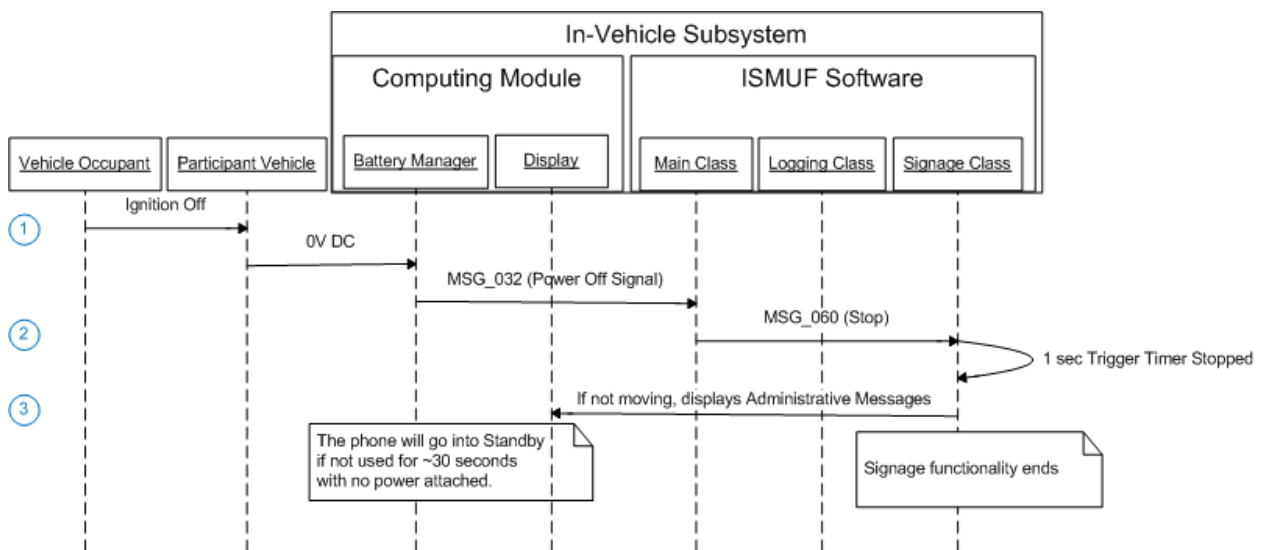 In-Vehicle Subsystem
Computing Module
ISMUF Software
Vehicle Occupant
Participant Vehicle
Battery Manager
Display
Main Class
Logging Class
Signage Class
1
Ignition Off
0V DC
MSG_032 (Power Off Signal)
2
MSG_060 (Stop)
1 sec Trigger Timer Stopped
3
If not moving, displays Administrative Messages
The phone will go into Standby
if not used for ~30 seconds
with no power attached.
Signage functionality ends